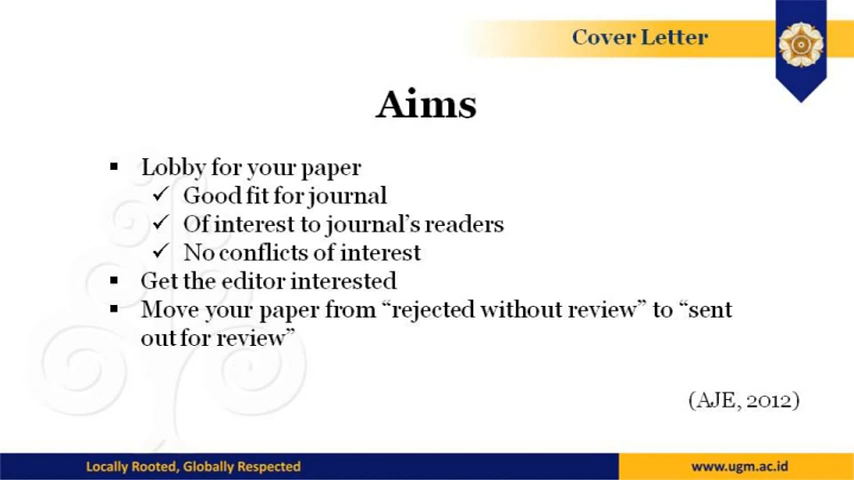 Cover Letter
Aims
▪ Lobby for your paper
✓ Good fit for journal
✓ Of interest to journal's readers
✓ No conflicts of interest
▪ Get the editor interested
▪ Move your paper from “rejected without review” to “sent
out for review”
(AJE, 2012)
Locally Rooted, Globally Respected
www.ugm.ac.id